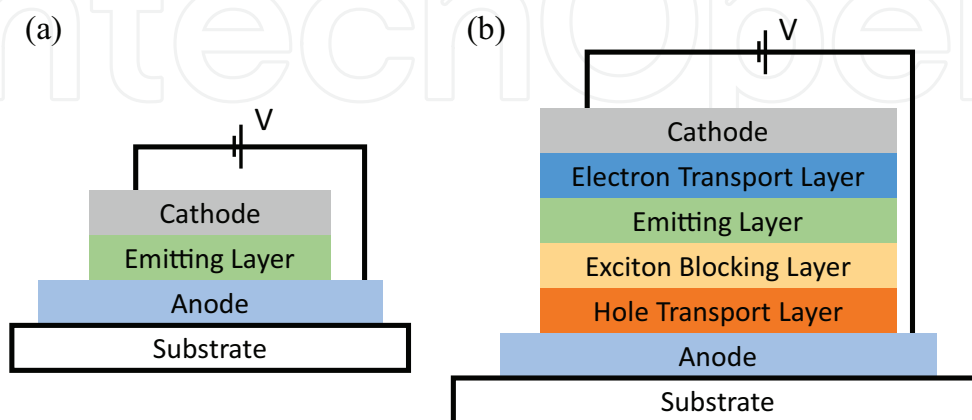 IntechOpen
(a)
V
Cathode
Emitting Layer
Anode
Substrate
(b)
V
Cathode
Electron Transport Layer
Emitting Layer
Exciton Blocking Layer
Hole Transport Layer
Anode
Substrate